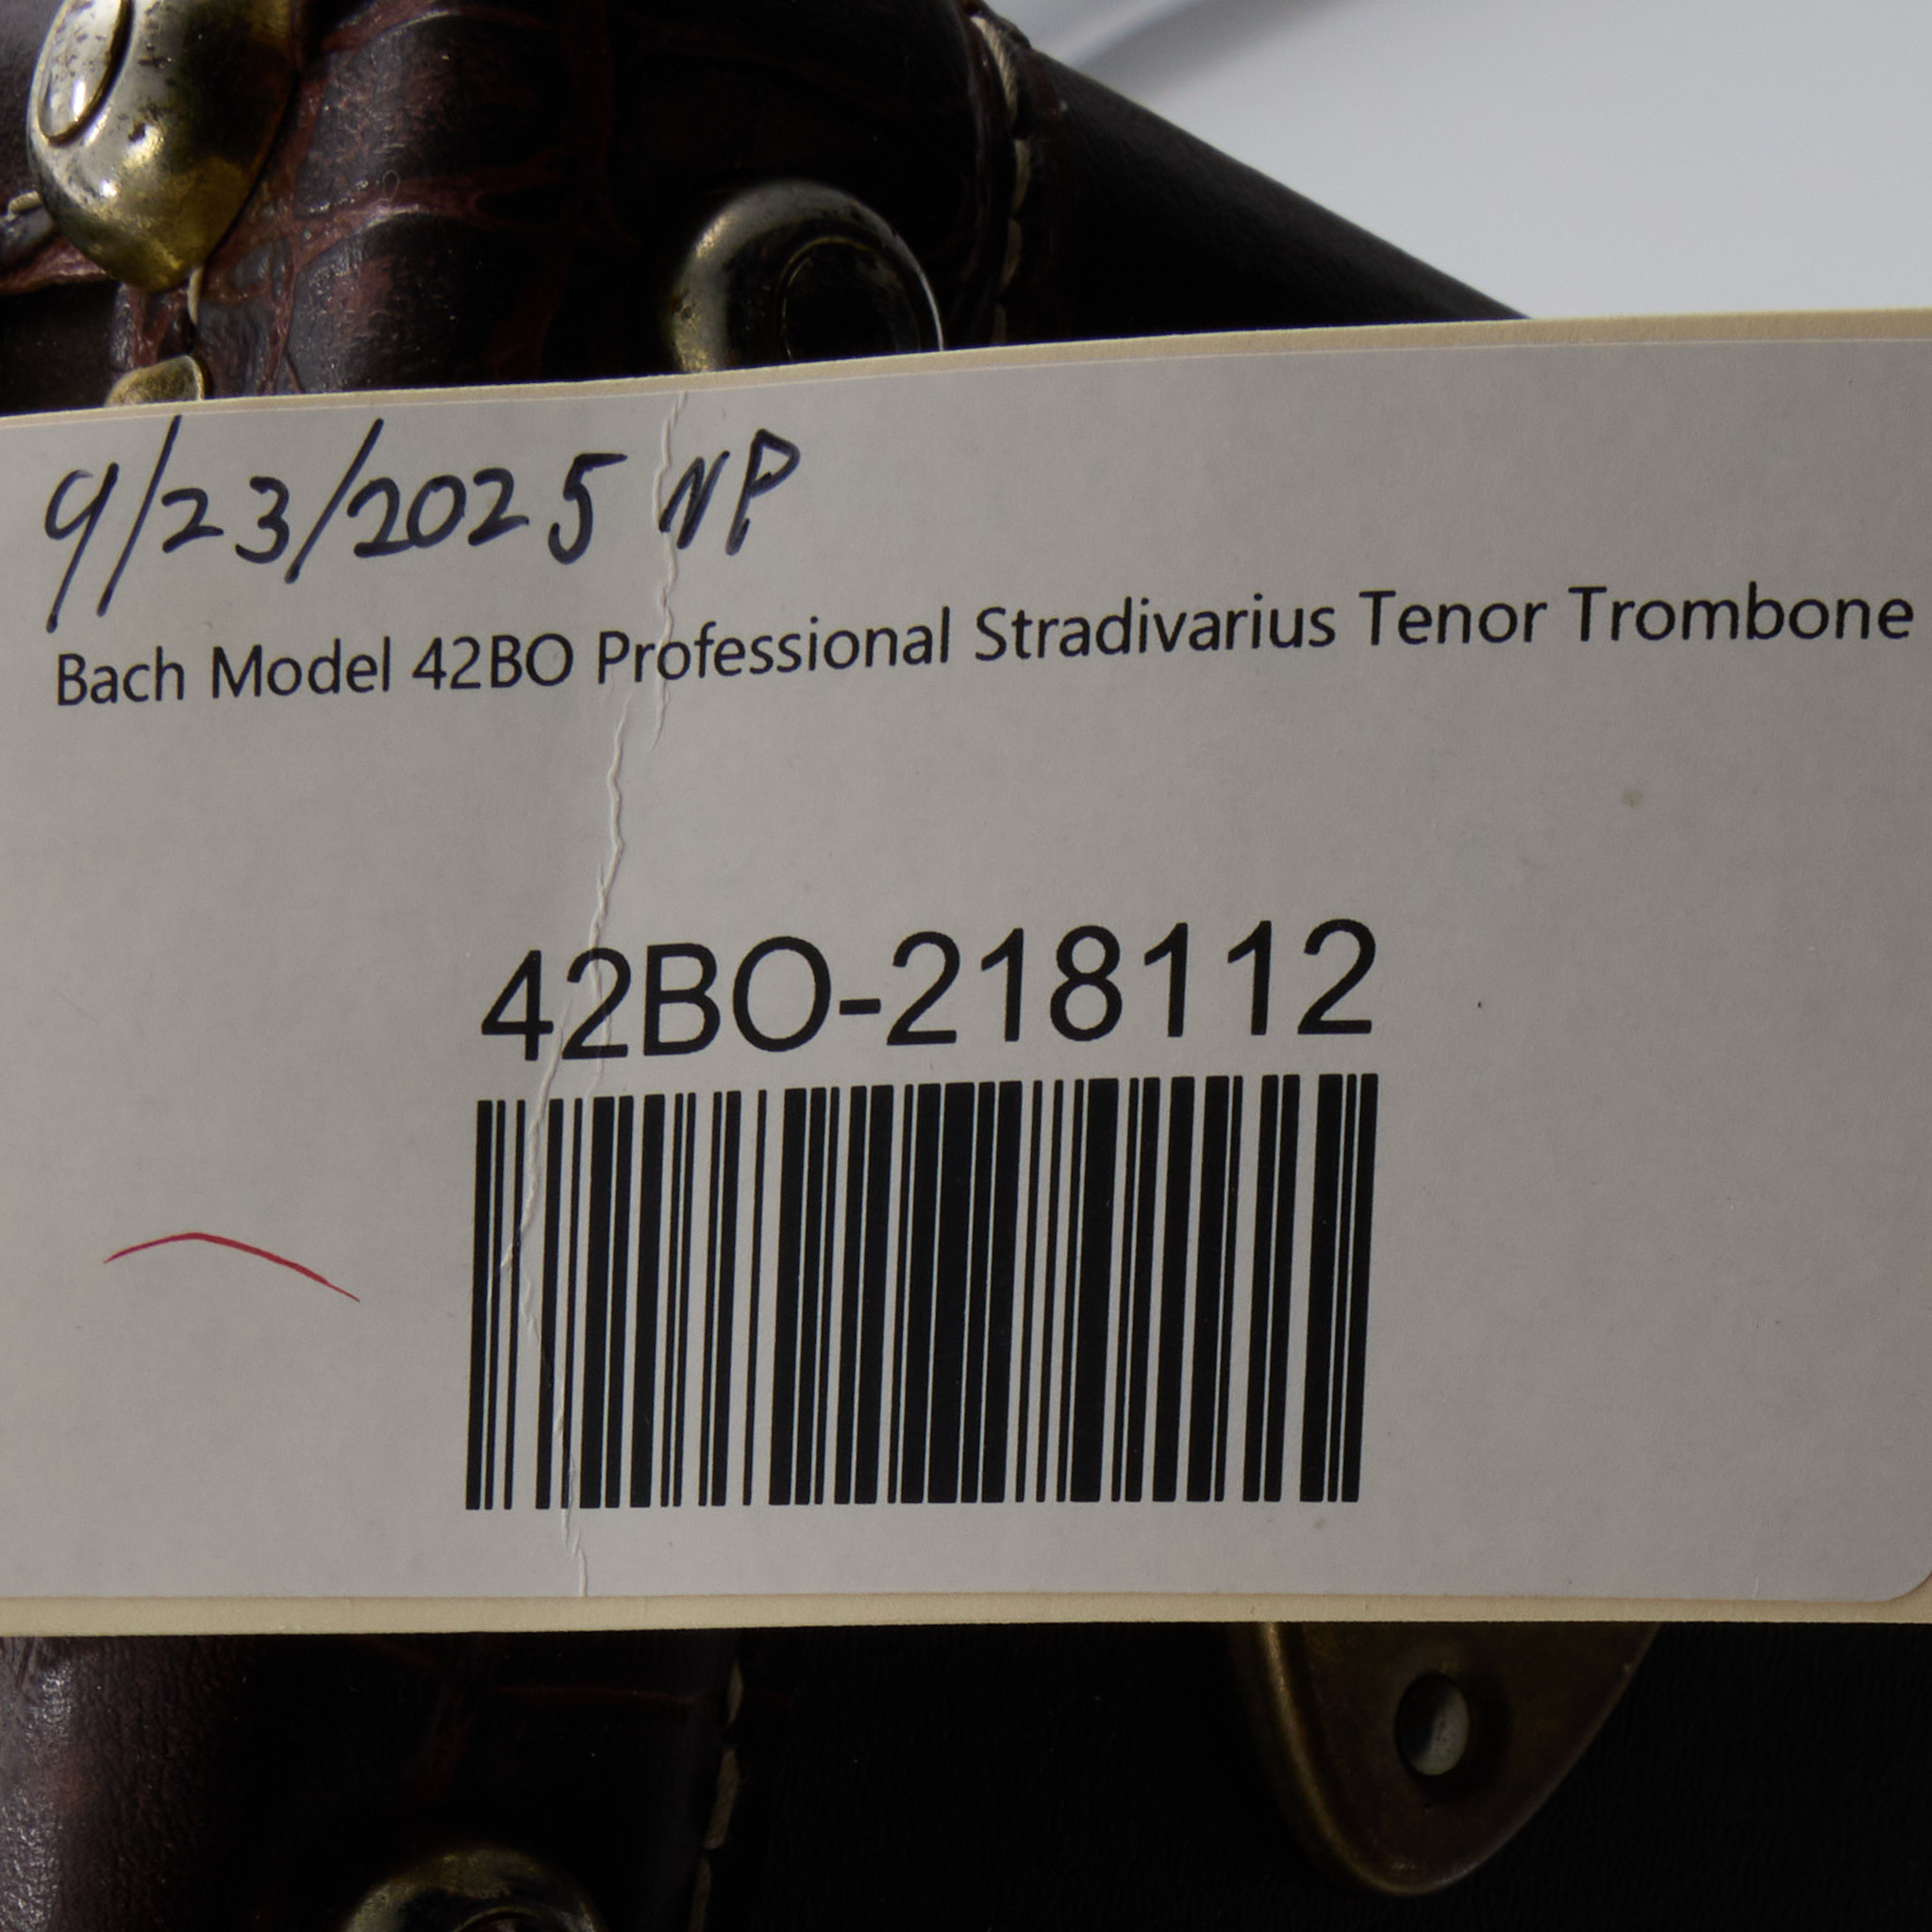 9/23/2025 NP
Bach Model 42BO Professional Stradivarius Tenor Trombone
42BO-218112